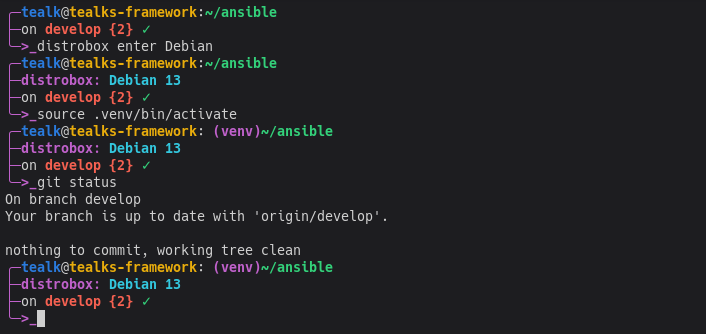 ╭─tealk@tealks-framework:~/ansible
├─on develop {2} ✓
╰─>_distrobox enter Debian
╭─tealk@tealks-framework:~/ansible
├─distrobox: Debian 13
├─on develop {2} ✓
╰─>_source .venv/bin/activate
╭─tealk@tealks-framework: (venv)~/ansible
├─distrobox: Debian 13
├─on develop {2} ✓
╰─>_git status
On branch develop
Your branch is up to date with 'origin/develop'.
nothing to commit, working tree clean
╭─tealk@tealks-framework: (venv)~/ansible
├─distrobox: Debian 13
├─on develop {2} ✓
╰─>_